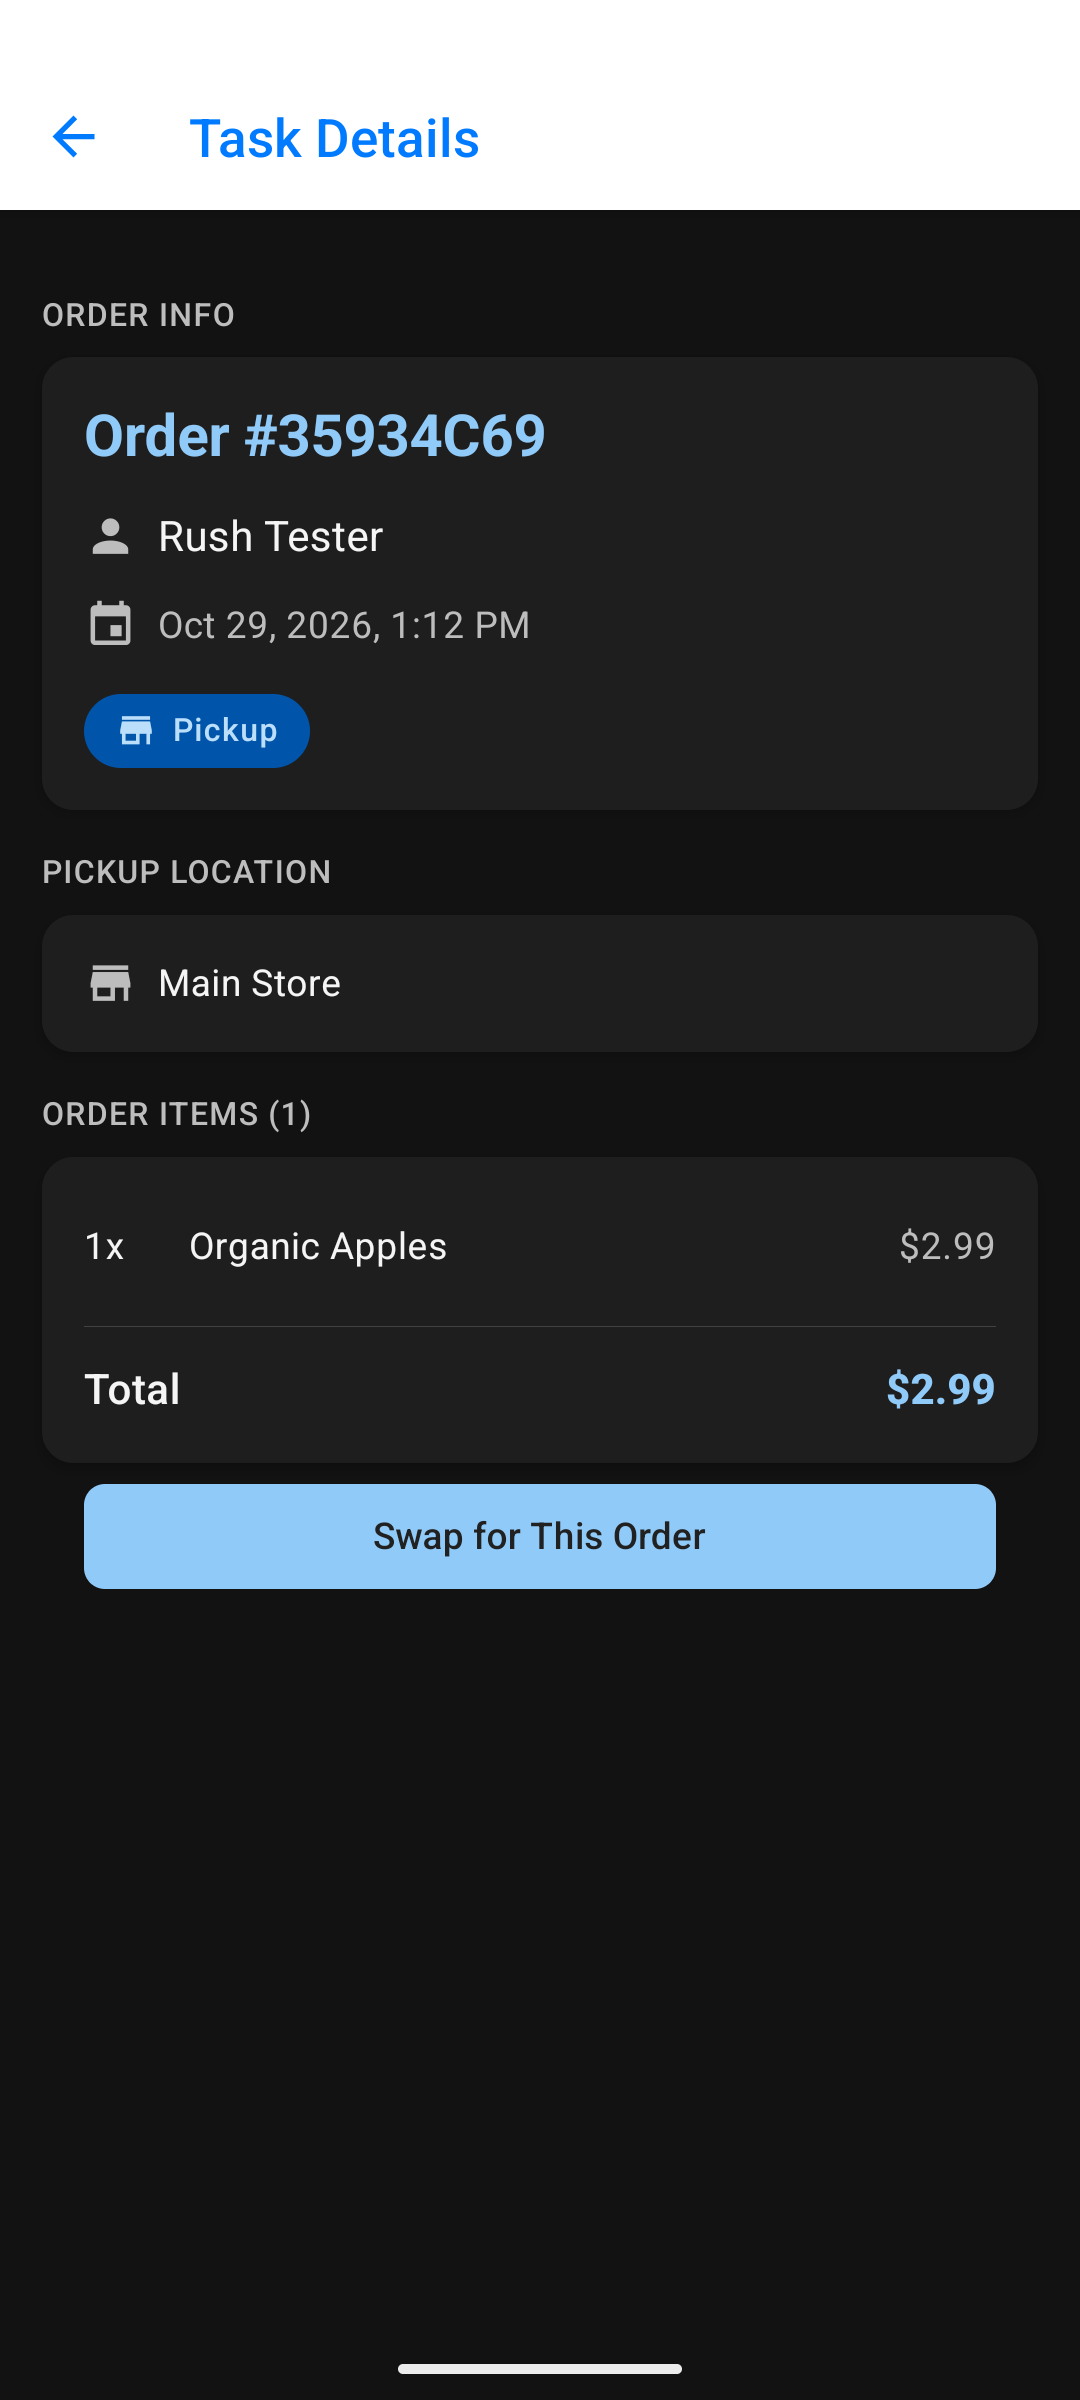 Task Details
ORDER INFO
Order #35934C69
Rush Tester
Oct 29, 2026, 1:12 PM
Pickup
PICKUP LOCATION
Main Store
ORDER ITEMS (1)
1x Organic Apples $2.99
Total $2.99
Swap for This Order